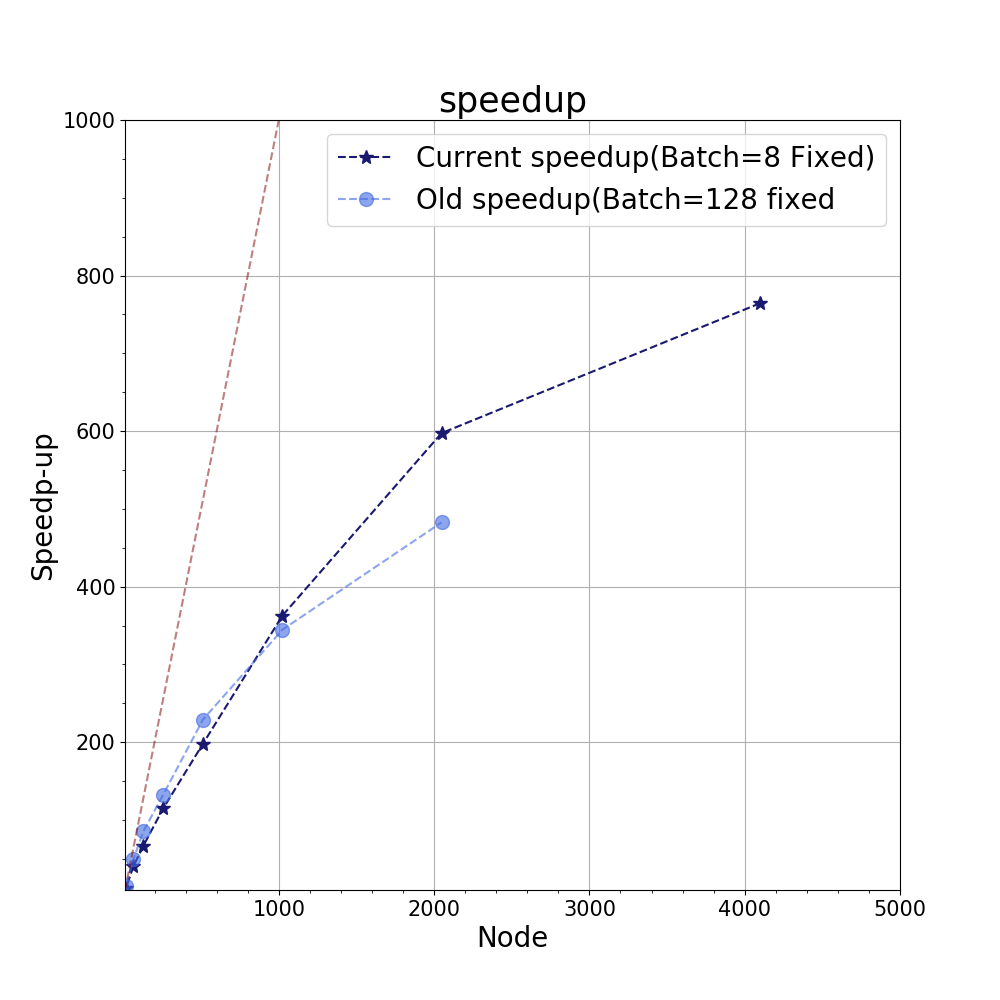 speedup
1000
Current speedup(Batch=8 Fixed)
Old speedup(Batch=128 fixed
800
600
400
200
Speedp-up
1000 2000 3000 4000 5000
Node